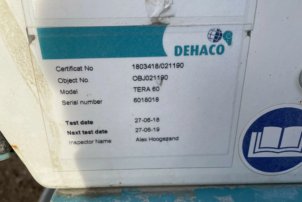 DEHACO
Certificat No 1803418/021190
Object No. OBJ021190
Model TERA 60
Serial number 6018018
Test date 27-06-18
Next test date 27-06-19
Inspector Name Alex Hoogezand